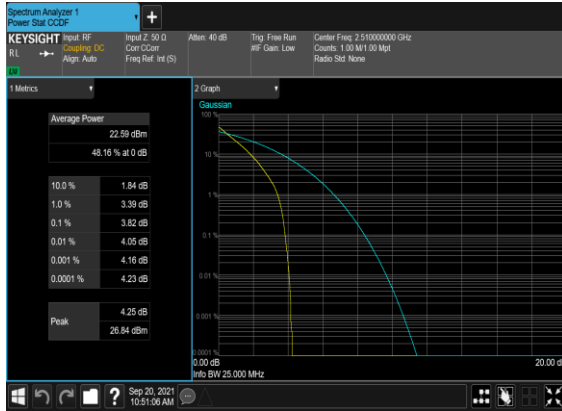 Spectrum Analyzer 1
Power Stat CCDF
+
KEYSIGHT
RL
Input: RF
Coupling: DC
Align: Auto
Input Z: 50 Ω
Corr CCorr
Freq Ref: Int (S)
Atten: 40 dB
Trig: Free Run
#IF Gain: Low
Center Freq: 2.510000000 GHz
Counts: 1.00 M/1.00 Mpt
Radio Std: None
1 Metrics
Average Power
22.59 dBm
48.16 % at 0 dB
10.0 % 1.84 dB
1.0 % 3.39 dB
0.1 % 3.82 dB
0.01 % 4.05 dB
0.001 % 4.16 dB
0.0001 % 4.23 dB
Peak
4.25 dB
26.84 dBm
2 Graph
Gaussian
100 %
10 %
1 %
0.1 %
0.01 %
0.001 %
0.0001 %
0.00 dB
20.00 d
Info BW 25.000 MHz
?
Sep 20, 2021
10:51:06 AM